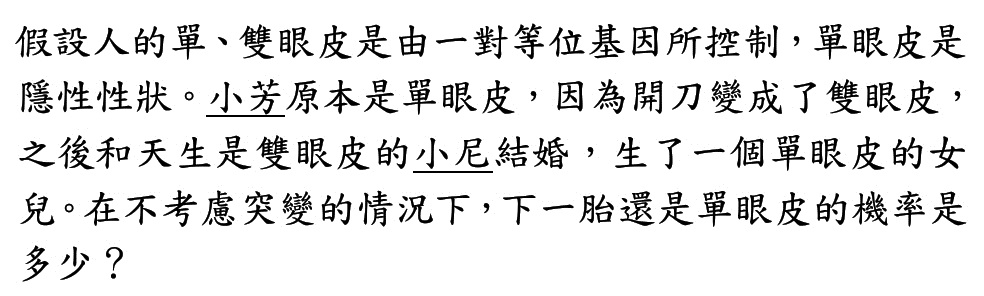 假設人的單、雙眼皮是由一對等位基因所控制，單眼皮是
隱性性狀。小芳原本是單眼皮，因為開刀變成了雙眼皮，
之後和天生是雙眼皮的小尼結婚，生了一個單眼皮的女
兒。在不考慮突變的情況下，下一胎還是單眼皮的機率是
多少？